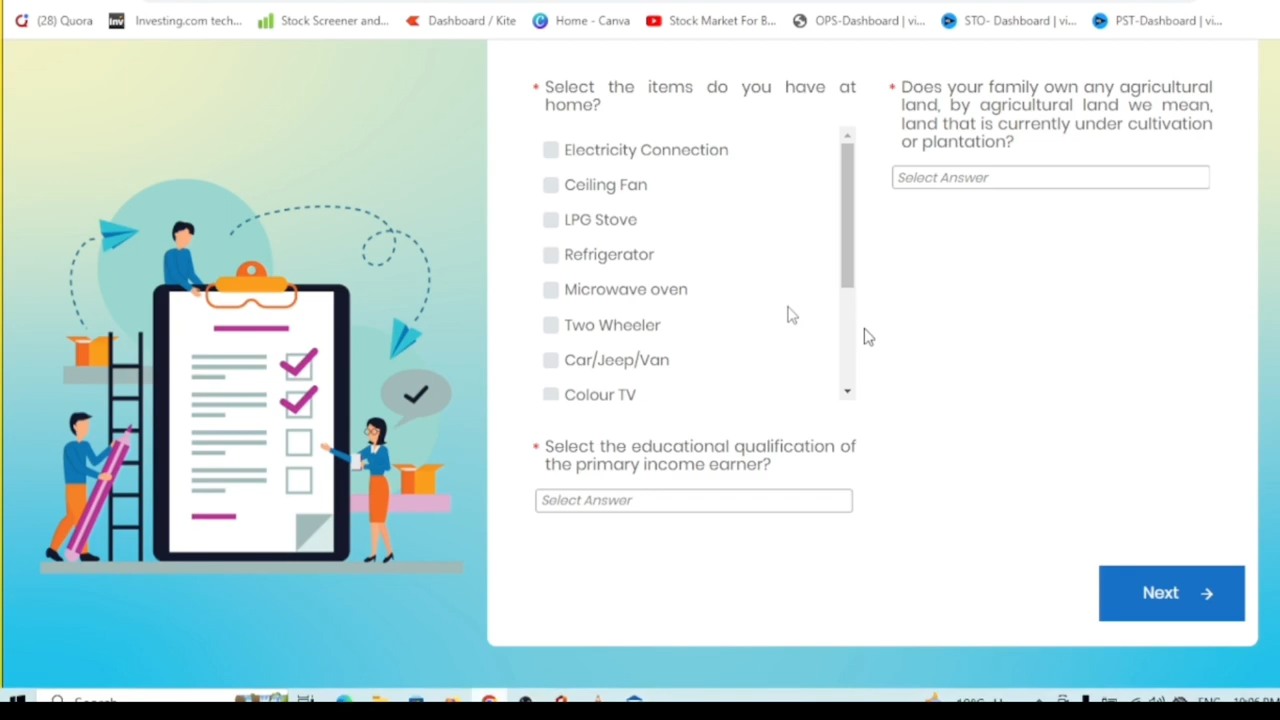 (28) Quora
Inv Investing.com tech...
Stock Screener and...
Dashboard / Kite
Home - Canva
Stock Market For B...
OPS-Dashboard | vi...
STO- Dashboard | vi...
PST-Dashboard | vi...
* Select the items do you have at
home?
Electricity Connection
Ceiling Fan
LPG Stove
Refrigerator
Microwave oven
Two Wheeler
Car/Jeep/Van
Colour TV
* Select the educational qualification of
the primary income earner?
Select Answer
* Does your family own any agricultural
land, by agricultural land we mean,
land that is currently under cultivation
or plantation?
Select Answer
Next